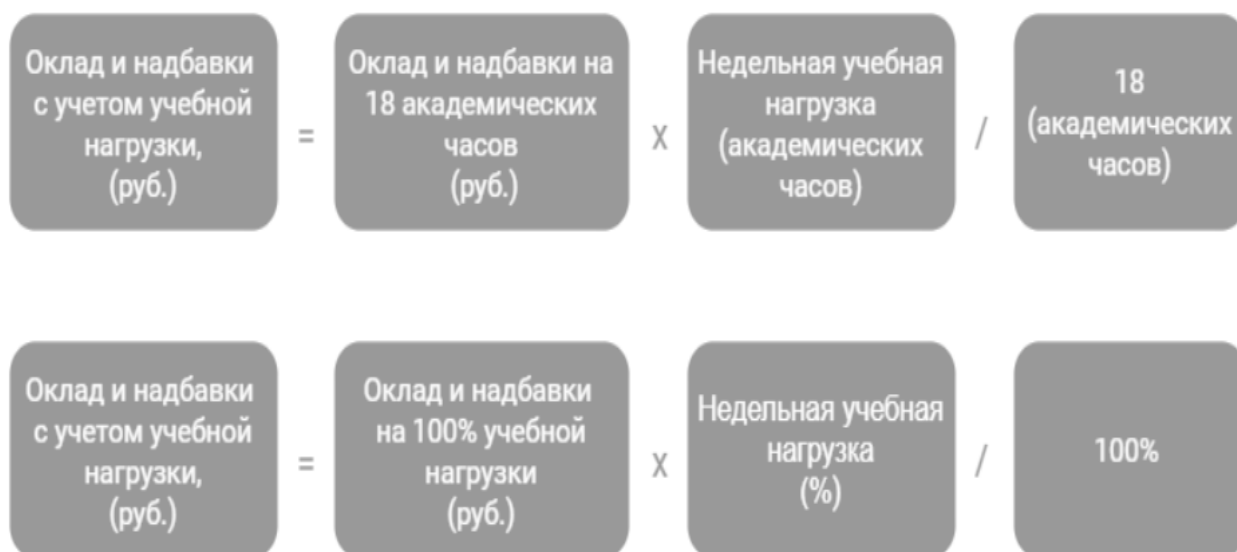 Оклад и надбавки
с учетом учебной
нагрузки,
(руб.)
=
Оклад и надбавки на
18 академических
часов
(руб.)
x
Недельная учебная
нагрузка
(академических
часов)
/
18
(академических
часов)
Оклад и надбавки
с учетом учебной
нагрузки,
(руб.)
=
Оклад и надбавки
на 100% учебной
нагрузки
(руб.)
x
Недельная учебная
нагрузка
(%)
/
100%